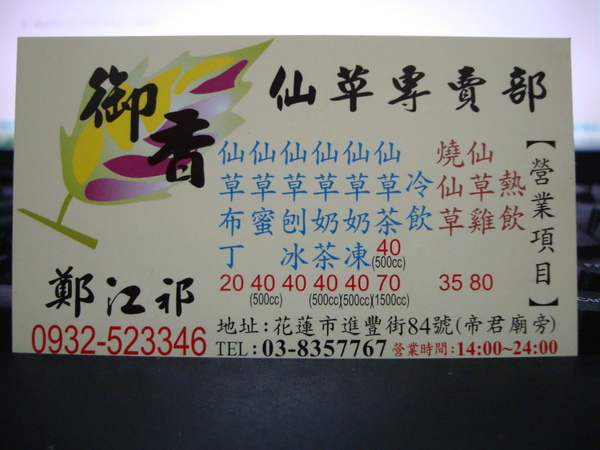 御香
仙草專賣部
【營業項目】
熱飲
仙草雞 80
燒仙草 35
冷飲
仙草茶 40 (500cc) 70 (1500cc)
仙草奶凍 40 (500cc)
仙草奶茶 40 (500cc)
仙草刨冰 40
仙草蜜 40 (500cc)
仙草布丁 20
鄭江祁
0932-523346
地址:花蓮市進豐街84號(帝君廟旁)
TEL:03-8357767 營業時間:14:00~24:00